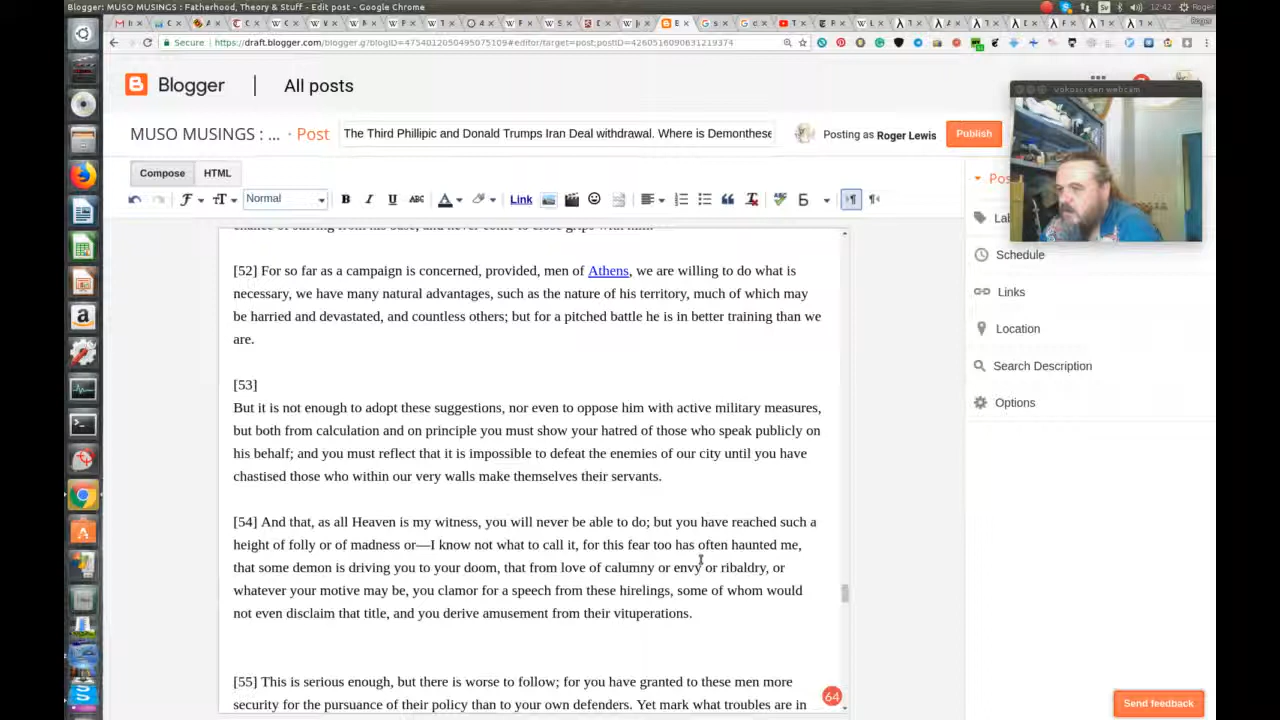 Blogger: MUSO MUSINGS : Fatherhood, Theory & Stuff - Edit post - Google Chrome
12:42
Roger
Secure https://draft.blogger.com/blogger.g?blogID=4754012050495075109#editor/target=post;postID=4260516090631219374
Blogger | All posts
vokoscreen webcam
MUSO MUSINGS : ... · Post
The Third Phillipic and Donald Trumps Iran Deal withdrawal. Where is Demonthese
Posting as Roger Lewis
Publish
Compose
HTML
Normal
B I U ABC A Link
[52] For so far as a campaign is concerned, provided, men of Athens, we are willing to do what is
necessary, we have many natural advantages, such as the nature of his territory, much of which may
be harried and devastated, and countless others; but for a pitched battle he is in better training than we
are.
[53]
But it is not enough to adopt these suggestions, nor even to oppose him with active military measures,
but both from calculation and on principle you must show your hatred of those who speak publicly on
his behalf; and you must reflect that it is impossible to defeat the enemies of our city until you have
chastised those who within our very walls make themselves their servants.
[54] And that, as all Heaven is my witness, you will never be able to do; but you have reached such a
height of folly or of madness or—I know not what to call it, for this fear too has often haunted me,
that some demon is driving you to your doom, that from love of calumny or envy or ribaldry, or
whatever your motive may be, you clamor for a speech from these hirelings, some of whom would
not even disclaim that title, and you derive amusement from their vituperations.
[55] This is serious enough, but there is worse to follow; for you have granted to these men more
security for the pursuance of their policy than to your own defenders. Yet mark what troubles are in
64
Schedule
Links
Location
Search Description
Options
Send feedback